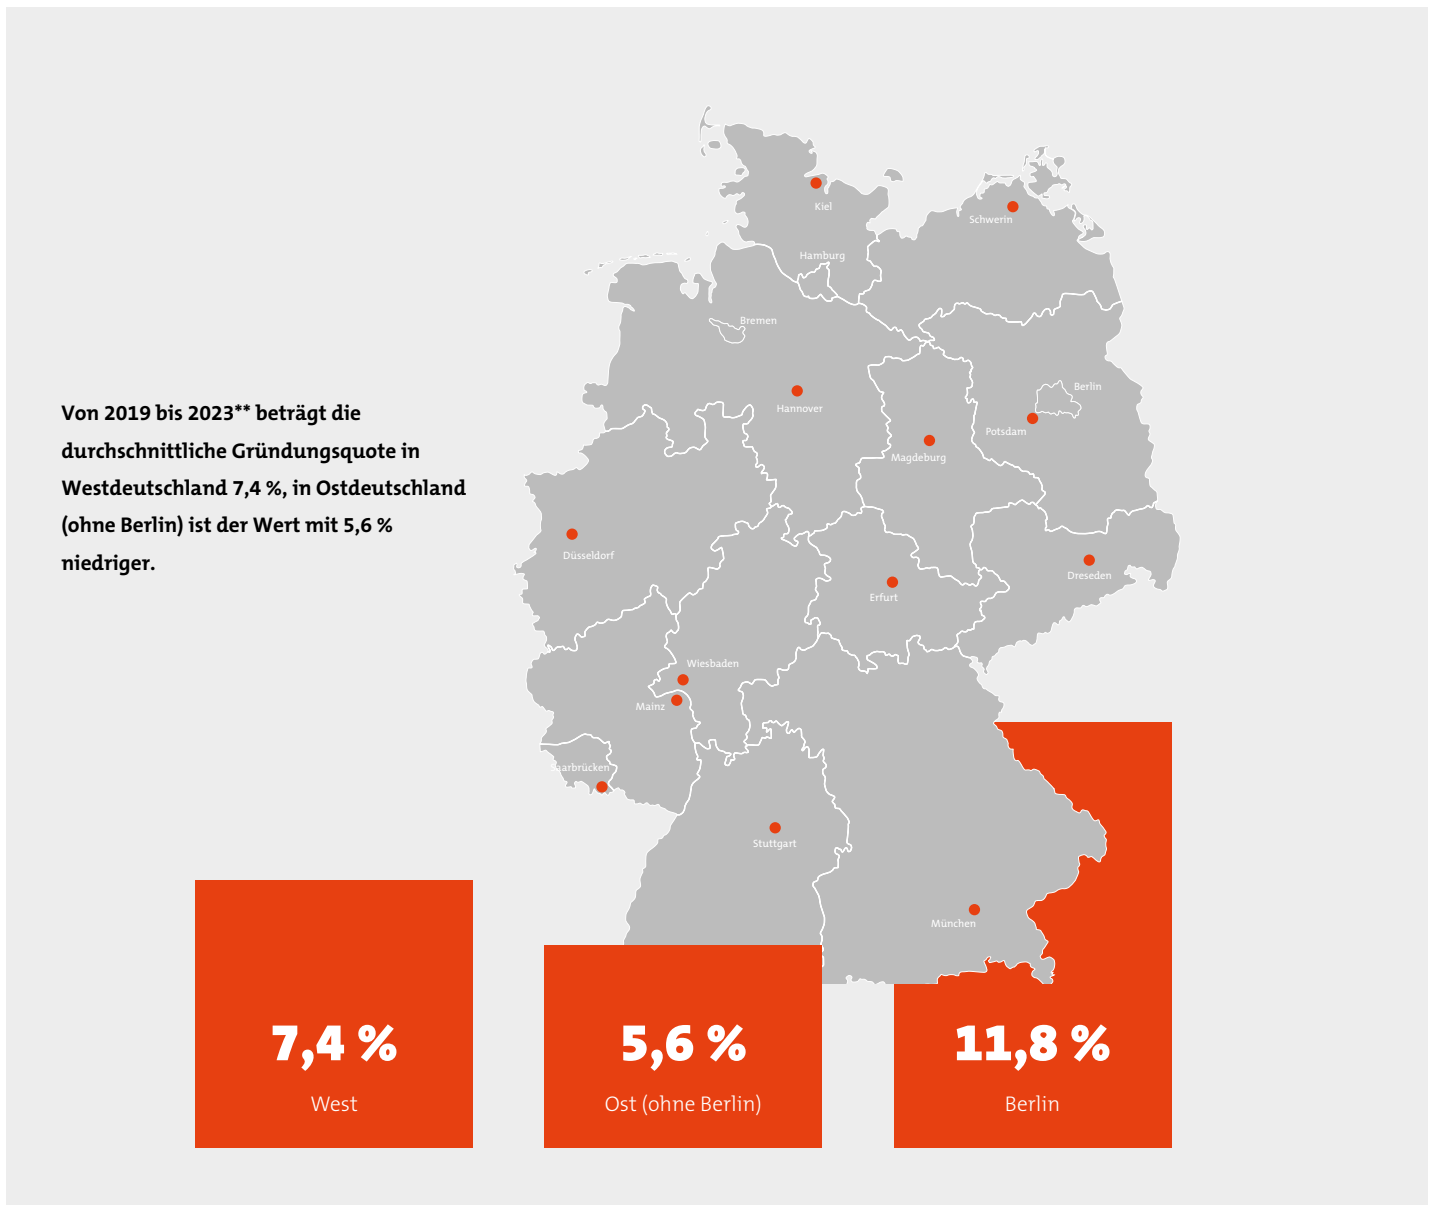 Kiel
Schwerin
Hamburg
Bremen
Berlin
Hannover
Potsdam
Magdeburg
Von 2019 bis 2023** beträgt die
durchschnittliche Gründungsquote in
Westdeutschland 7,4 %, in Ostdeutschland
(ohne Berlin) ist der Wert mit 5,6 %
niedriger.
Düsseldorf
Dreseden
Erfurt
Wiesbaden
Mainz
Saarbrücken
Stuttgart
München
7,4 %
West
5,6 %
Ost (ohne Berlin)
11,8 %
Berlin